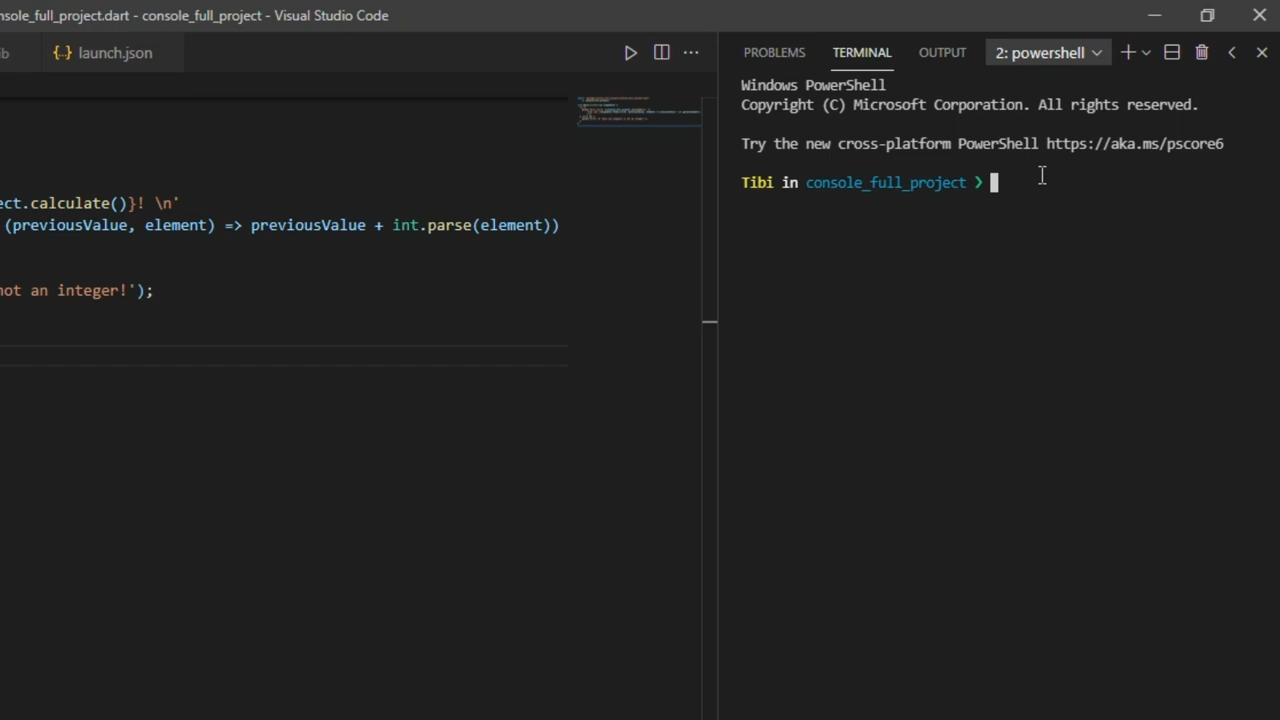 nsole_full_project.dart - console_full_project - Visual Studio Code
ib
{..} launch.json
ect.calculate()}! \n'
(previousValue, element) => previousValue + int.parse(element))
not an integer!');
PROBLEMS TERMINAL OUTPUT 2: powershell
Windows PowerShell
Copyright (C) Microsoft Corporation. All rights reserved.
Try the new cross-platform PowerShell https://aka.ms/pscore6
Tibi in console_full_project ❯